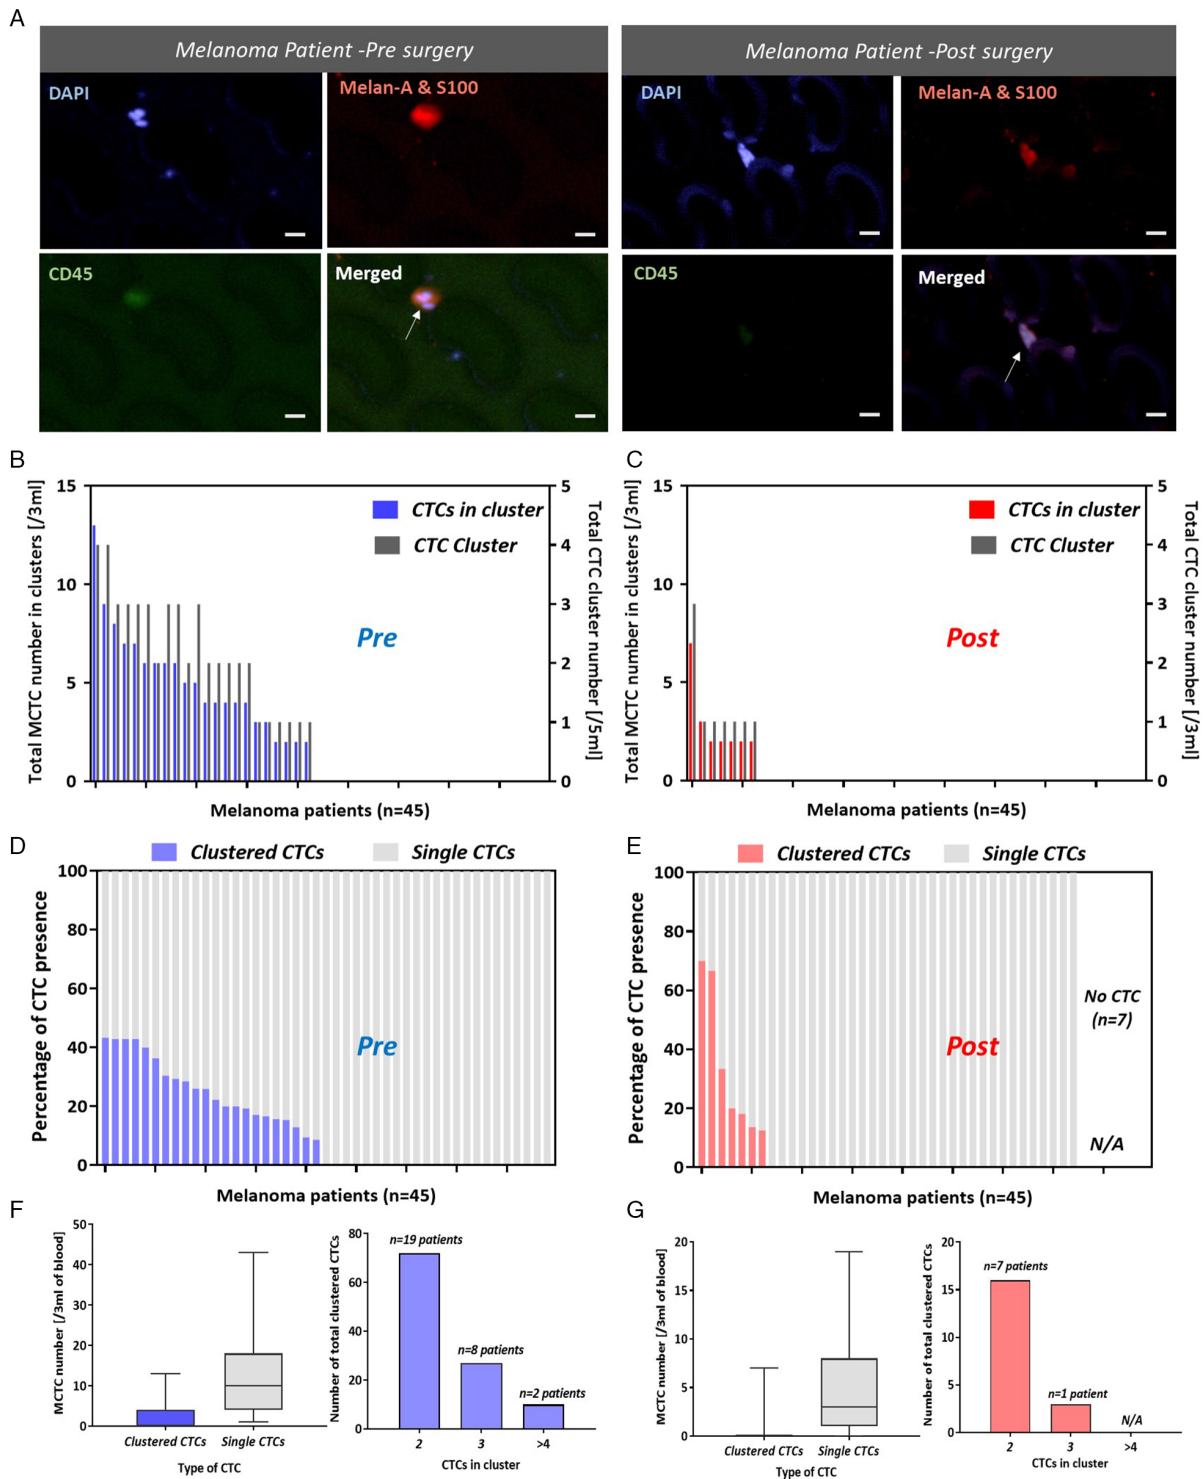 A
Melanoma Patient -Pre surgery
Melanoma Patient -Post surgery
DAPI
Melan-A & S100
DAPI
Melan-A & S100
CD45
Merged
CD45
Merged
B
Total MCTC number in clusters [/3ml]
15
10
5
0
CTCs in cluster
CTC Cluster
Pre
5
4
3
2
1
0
Total CTC cluster number [/5ml]
Melanoma patients (n=45)
C
Total MCTC number in clusters [/3ml]
15
10
5
0
CTCs in cluster
CTC Cluster
Post
5
4
3
2
1
0
Total CTC cluster number [/3ml]
Melanoma patients (n=45)
D
Clustered CTCs
Single CTCs
Percentage of CTC presence
100
80
60
40
20
0
Pre
Melanoma patients (n=45)
E
Clustered CTCs
Single CTCs
Percentage of CTC presence
100
80
60
40
20
0
Post
No CTC
(n=7)
N/A
Melanoma patients (n=45)
F
MCTC number [/3ml of blood]
50
40
30
20
10
0
Clustered CTCs
Single CTCs
Type of CTC
Number of total clustered CTCs
80
60
40
20
0
n=19 patients
n=8 patients
n=2 patients
2
3
>4
CTCs in cluster
G
MCTC number [/3ml of blood]
20
15
10
5
0
Clustered CTCs
Single CTCs
Type of CTC
Number of total clustered CTCs
20
15
10
5
0
n=7 patients
n=1 patient
N/A
2
3
>4
CTCs in cluster